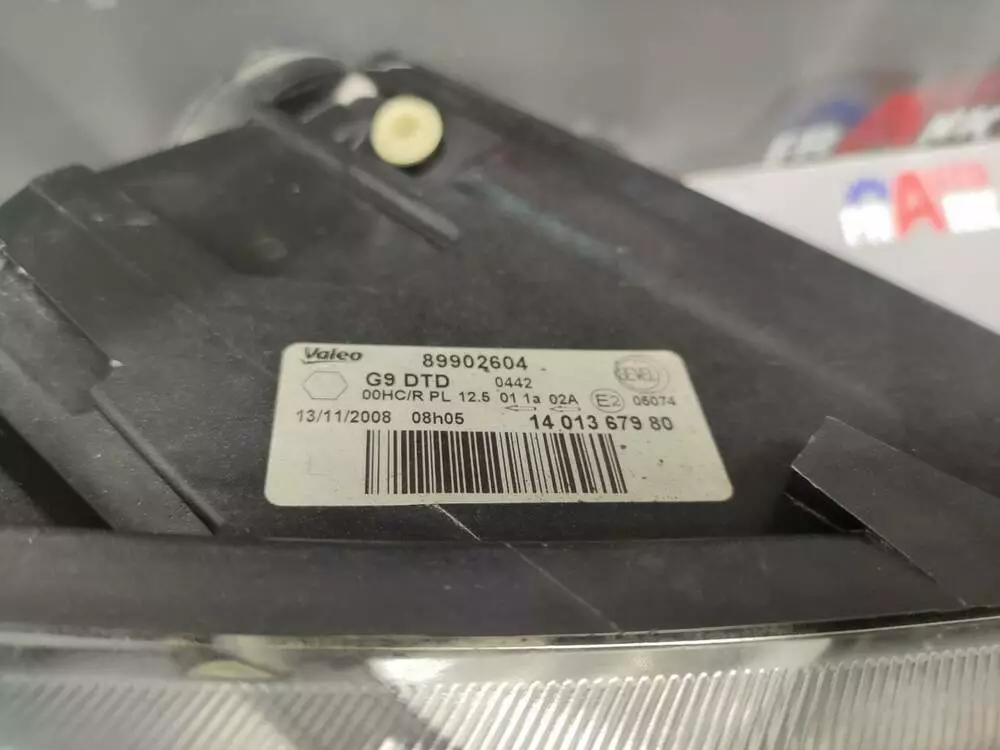 Valeo 89902604
G9 DTD 0442
00HC/R PL 12.5 01 1a 02A E2 05074
13/11/2008 08h05 14 013 679 80